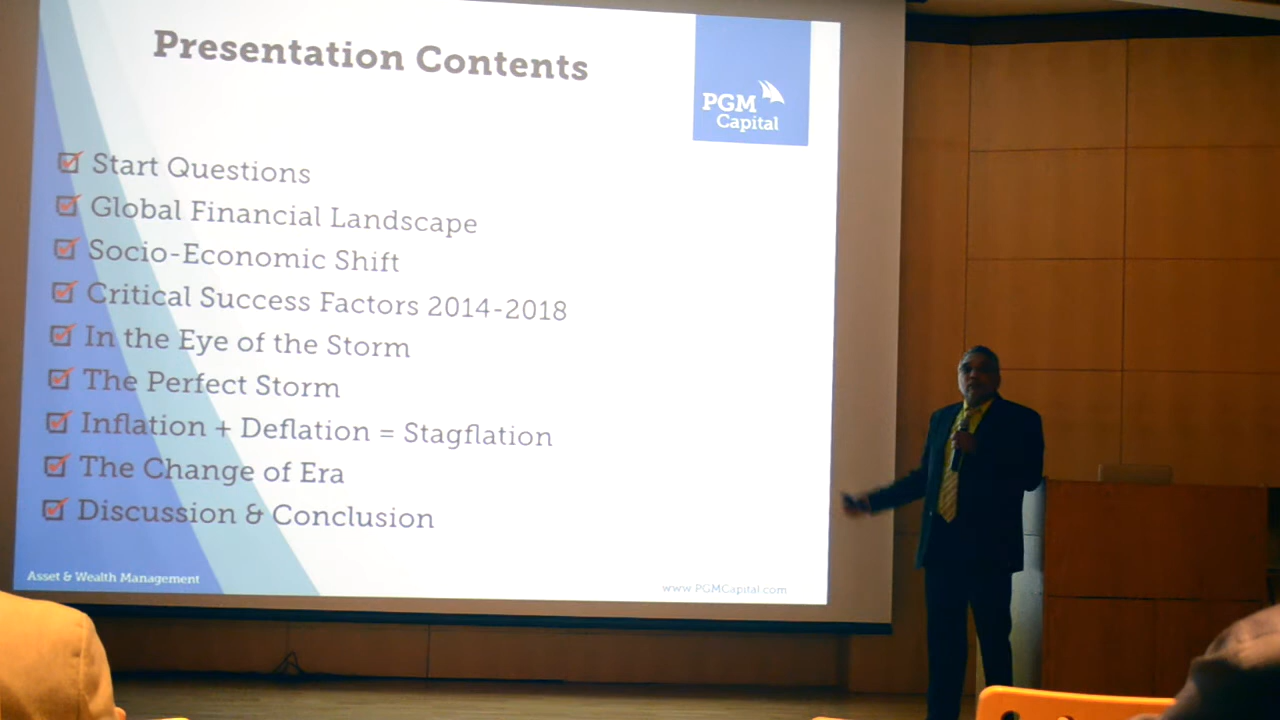 Presentation Contents
PGM
Capital
Start Questions
Global Financial Landscape
Socio-Economic Shift
Critical Success Factors 2014-2018
In the Eye of the Storm
The Perfect Storm
Inflation + Deflation = Stagflation
The Change of Era
Discussion & Conclusion
Asset & Wealth Management
www.PGMCapital.com